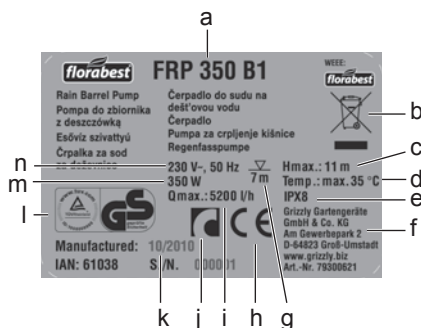 a
florabest
FRP 350 B1
WEEE:
florabest
Rain Barrel Pump
Pompa do zbiornika
z deszczówką
Esővíz szivattyú
Črpalka za sod
Čerpadlo do sudu na
dešťovou vodu
Čerpadlo
Pumpa za crpljenje kišnice
Regenfasspumpe
b
c
d
e
f
n
m
l
230 V~, 50 Hz
350 W
Qmax.: 5200 l/h
7 m
Hmax.: 11 m
Temp.: max. 35 °C
IPX8
Grizzly Gartengeräte
GmbH & Co. KG
Am Gewerbepark 2
D-64823 Groß-Umstadt
www.grizzly.biz
Art.-Nr. 79300621
GS
CE
Manufactured: 10/2010
IAN: 61038
000001
k
j
i
h
g